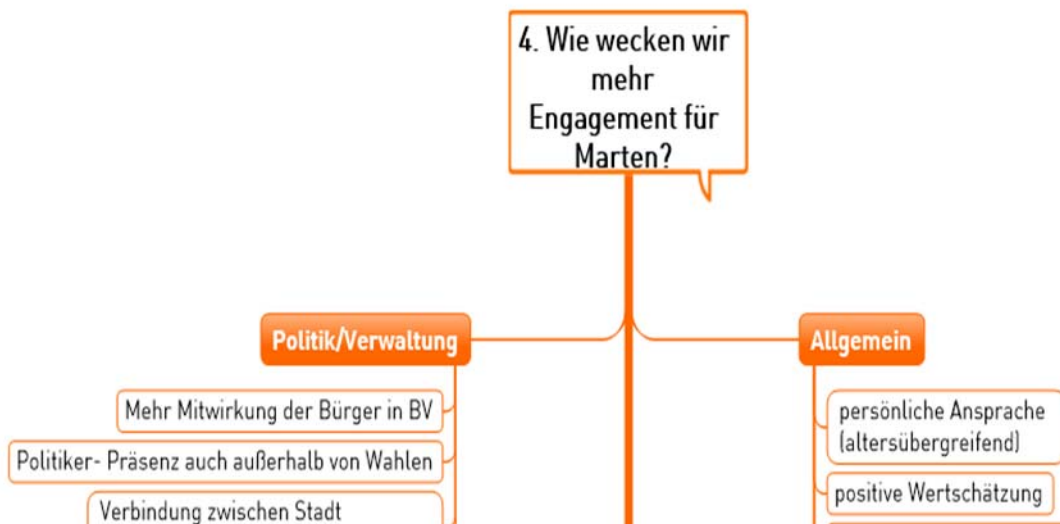 4. Wie wecken wir
mehr
Engagement für
Marten?
Politik/Verwaltung
Mehr Mitwirkung der Bürger in BV
Politiker- Präsenz auch außerhalb von Wahlen
Verbindung zwischen Stadt
Allgemein
persönliche Ansprache
(altersübergreifend)
positive Wertschätzung